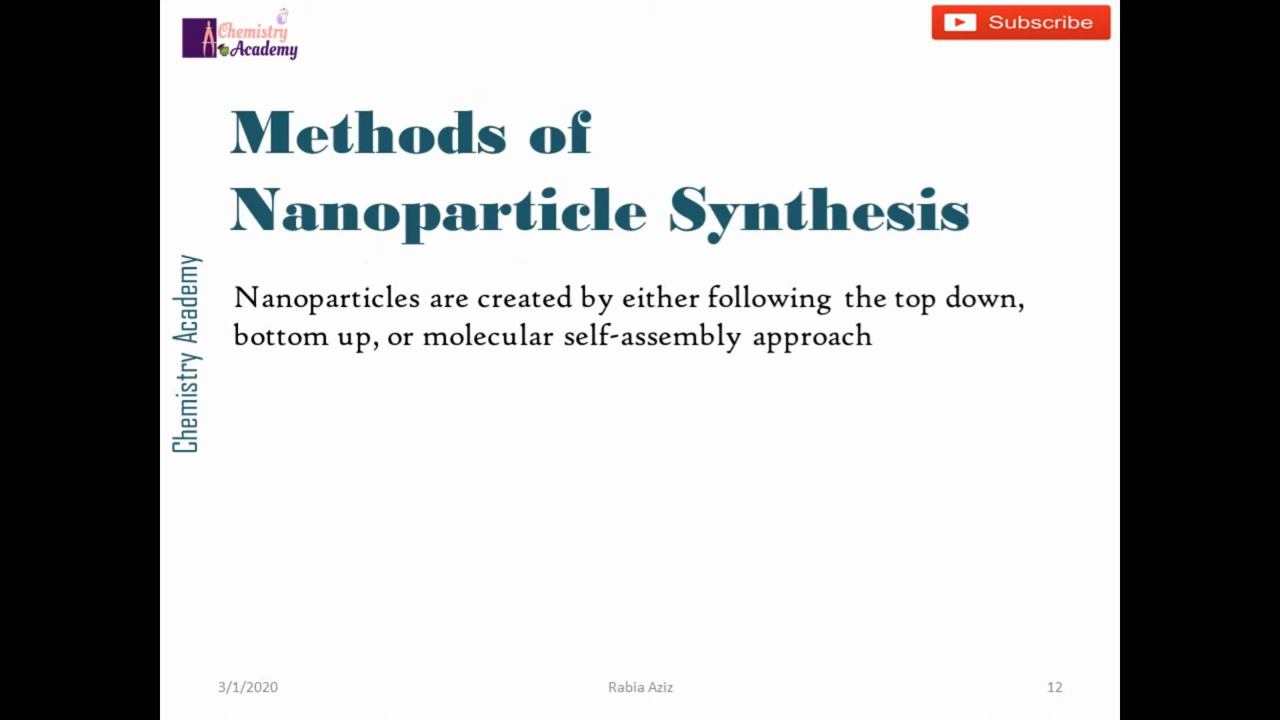 Chemistry
Academy
Subscribe
Methods of
Nanoparticle Synthesis
Chemistry Academy
Nanoparticles are created by either following the top down,
bottom up, or molecular self-assembly approach
3/1/2020
Rabia Aziz
12